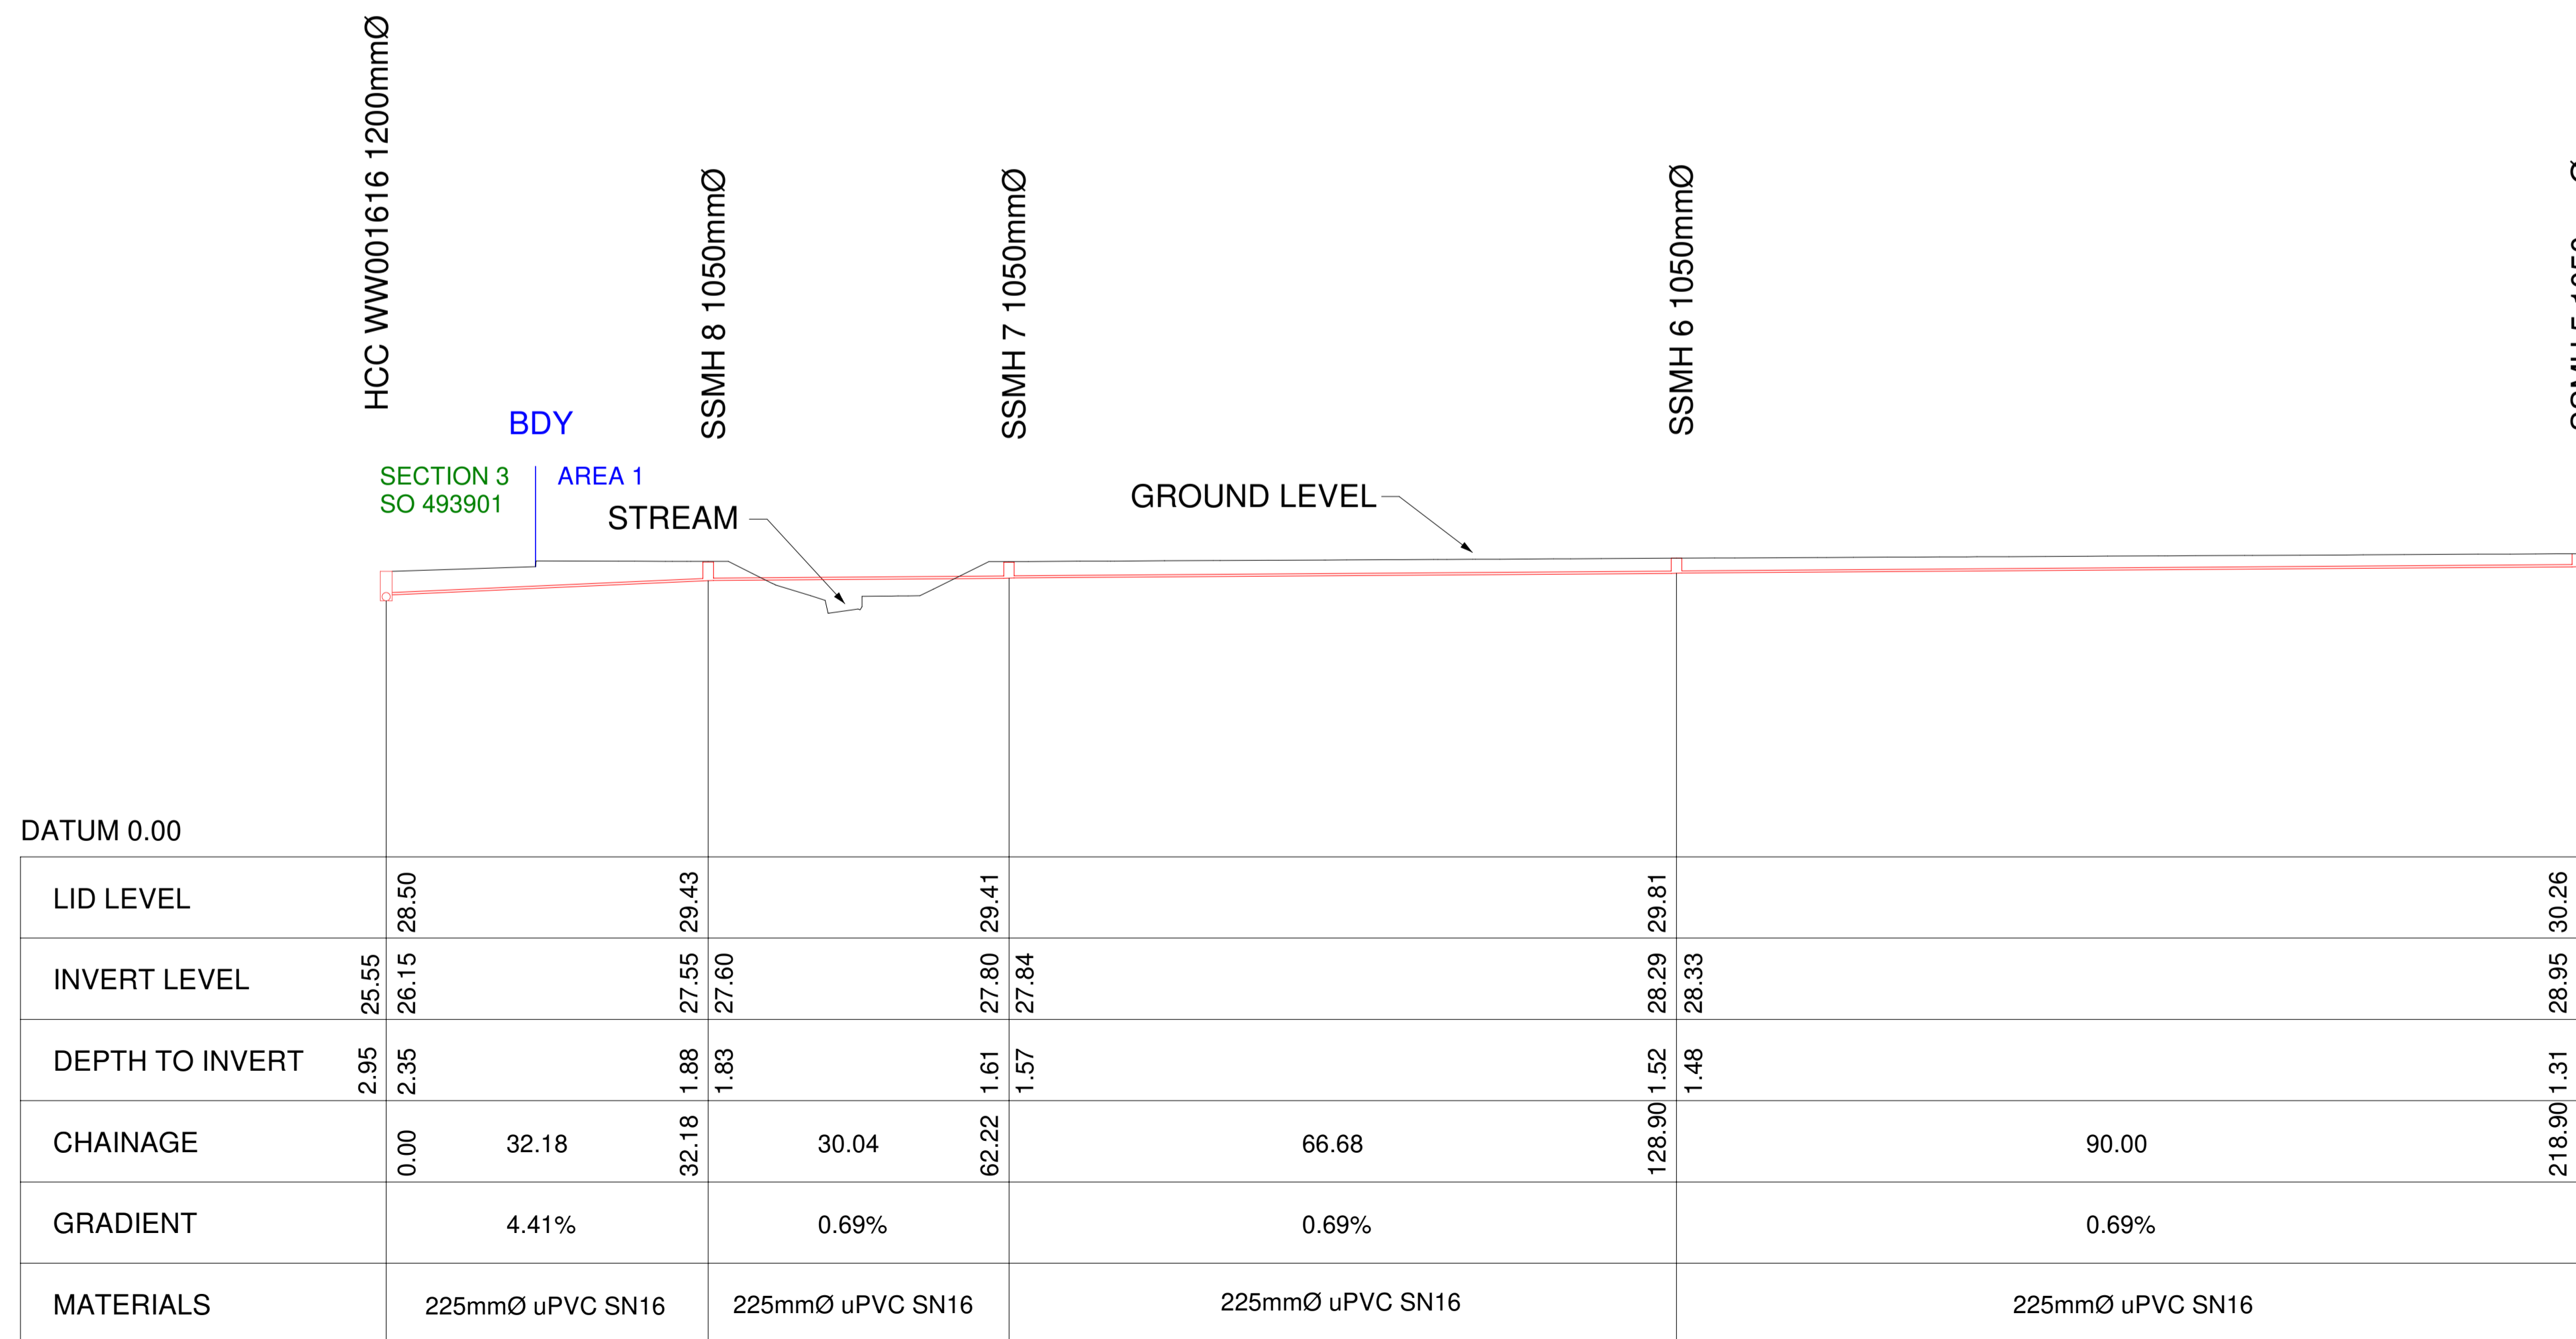 HCC WW001616 1200mmØ
SSMH 8 1050mmØ
SSMH 7 1050mmØ
SSMH 6 1050mmØ
BDY
SECTION 3
SO 493901
AREA 1
STREAM
GROUND LEVEL
DATUM 0.00
LID LEVEL 28.50 29.43 29.41 29.81 30.26
INVERT LEVEL 25.55 26.15 27.55 27.60 27.80 27.84 28.29 28.33 28.95
DEPTH TO INVERT 2.95 2.35 1.88 1.83 1.61 1.57 1.52 1.48 1.31
CHAINAGE 0.00 32.18 32.18 30.04 62.22 66.68 128.90 90.00 218.90
GRADIENT 4.41% 0.69% 0.69% 0.69%
MATERIALS 225mmØ uPVC SN16 225mmØ uPVC SN16 225mmØ uPVC SN16 225mmØ uPVC SN16